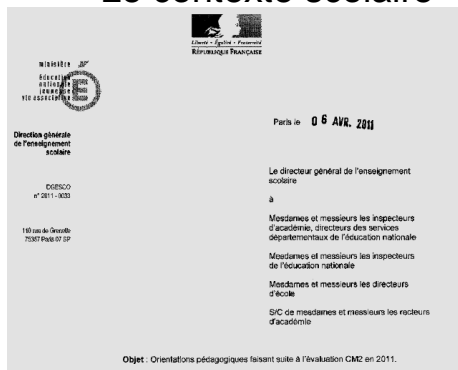 Le contexte scolaire
Liberté • Égalité • Fraternité
RÉPUBLIQUE FRANÇAISE
ministère
éducation
nationale
jeunesse
vie associative
Direction générale
de l'enseignement
scolaire
DGESCO
n° 2011 - 0033
110 rue de Grenelle
75357 Paris 07 SP
Paris le 06 AVR. 2011
Le directeur général de l'enseignement
scolaire
à
Mesdames et messieurs les inspecteurs
d'académie, directeurs des services
départementaux de l'éducation nationale
Mesdames et messieurs les inspecteurs
de l'éducation nationale
Mesdames et messieurs les directeurs
d'école
S/C de mesdames et messieurs les recteurs
d'académie
Objet : Orientations pédagogiques faisant suite à l'évaluation CM2 en 2011.